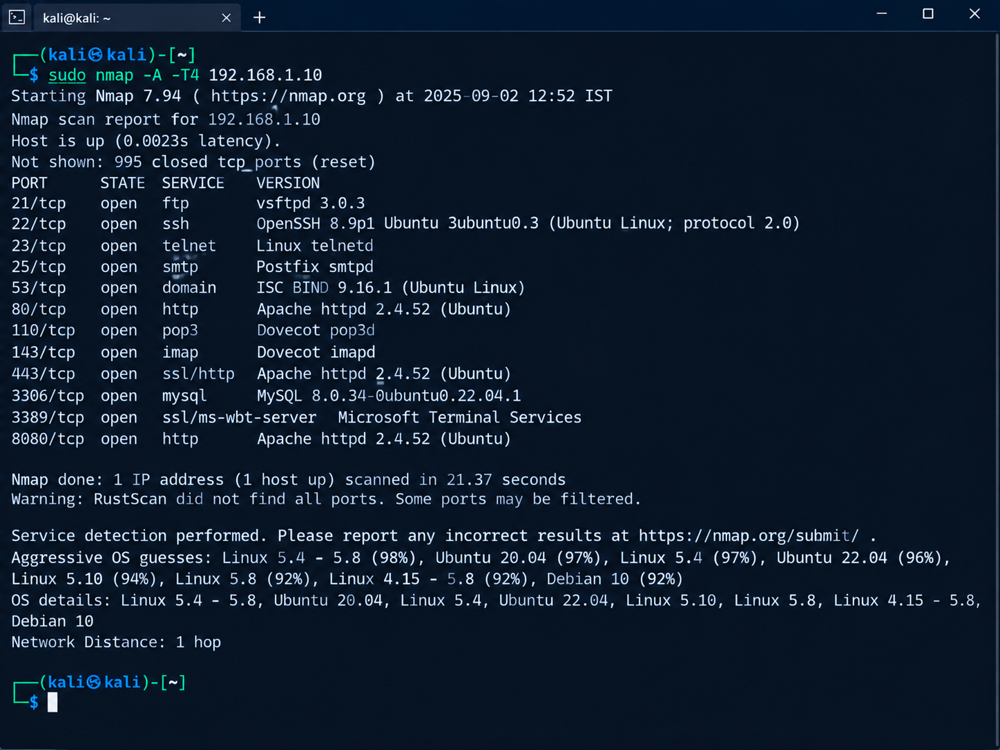 kali@kali: ~
┌──(kali㉿kali)-[~]
└─$ sudo nmap -A -T4 192.168.1.10
Starting Nmap 7.94 ( https://nmap.org ) at 2025-09-02 12:52 IST
Nmap scan report for 192.168.1.10
Host is up (0.0023s latency).
Not shown: 995 closed tcp_ports (reset)
PORT STATE SERVICE VERSION
21/tcp open ftp vsftpd 3.0.3
22/tcp open ssh OpenSSH 8.9p1 Ubuntu 3ubuntu0.3 (Ubuntu Linux; protocol 2.0)
23/tcp open telnet Linux telnetd
25/tcp open smtp Postfix smtpd
53/tcp open domain ISC BIND 9.16.1 (Ubuntu Linux)
80/tcp open http Apache httpd 2.4.52 (Ubuntu)
110/tcp open pop3 Dovecot pop3d
143/tcp open imap Dovecot imapd
443/tcp open ssl/http Apache httpd 2.4.52 (Ubuntu)
3306/tcp open mysql MySQL 8.0.34-0ubuntu0.22.04.1
3389/tcp open ssl/ms-wbt-server Microsoft Terminal Services
8080/tcp open http Apache httpd 2.4.52 (Ubuntu)
Nmap done: 1 IP address (1 host up) scanned in 21.37 seconds
Warning: RustScan did not find all ports. Some ports may be filtered.
Service detection performed. Please report any incorrect results at https://nmap.org/submit/ .
Aggressive OS guesses: Linux 5.4 - 5.8 (98%), Ubuntu 20.04 (97%), Linux 5.4 (97%), Ubuntu 22.04 (96%),
Linux 5.10 (94%), Linux 5.8 (92%), Linux 4.15 - 5.8 (92%), Debian 10 (92%)
OS details: Linux 5.4 - 5.8, Ubuntu 20.04, Linux 5.4, Ubuntu 22.04, Linux 5.10, Linux 5.8, Linux 4.15 - 5.8,
Debian 10
Network Distance: 1 hop
┌──(kali㉿kali)-[~]
└─$